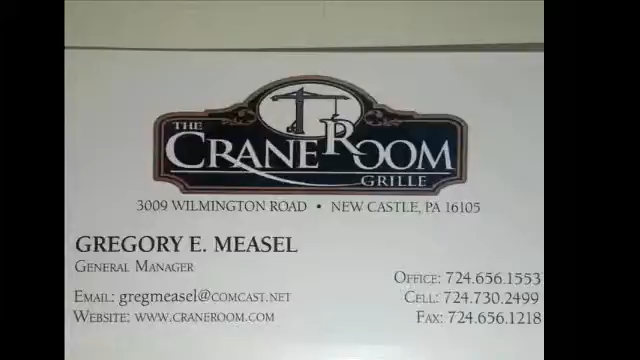 THE
CRANE ROOM
GRILLE
3009 WILMINGTON ROAD • NEW CASTLE, PA 16105
GREGORY E. MEASEL
GENERAL MANAGER
OFFICE: 724.656.1553
EMAIL: gregmeasel@COMCAST.NET
CELL: 724.730.2499
WEBSITE: WWW.CRANEROOM.COM
FAX: 724.656.1218